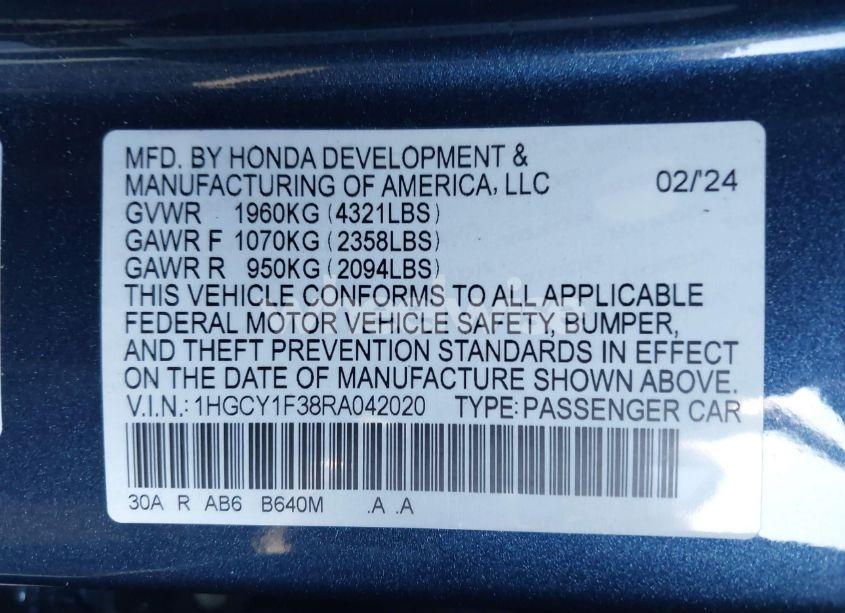 MFD. BY HONDA DEVELOPMENT &
MANUFACTURING OF AMERICA, LLC 02/'24
GVWR 1960KG (4321LBS)
GAWR F 1070KG (2358LBS)
GAWR R 950KG (2094LBS)
THIS VEHICLE CONFORMS TO ALL APPLICABLE
FEDERAL MOTOR VEHICLE SAFETY, BUMPER,
AND THEFT PREVENTION STANDARDS IN EFFECT
ON THE DATE OF MANUFACTURE SHOWN ABOVE.
V.I.N.: 1HGCY1F38RA042020 TYPE: PASSENGER CAR
30A R AB6 B640M .A .A